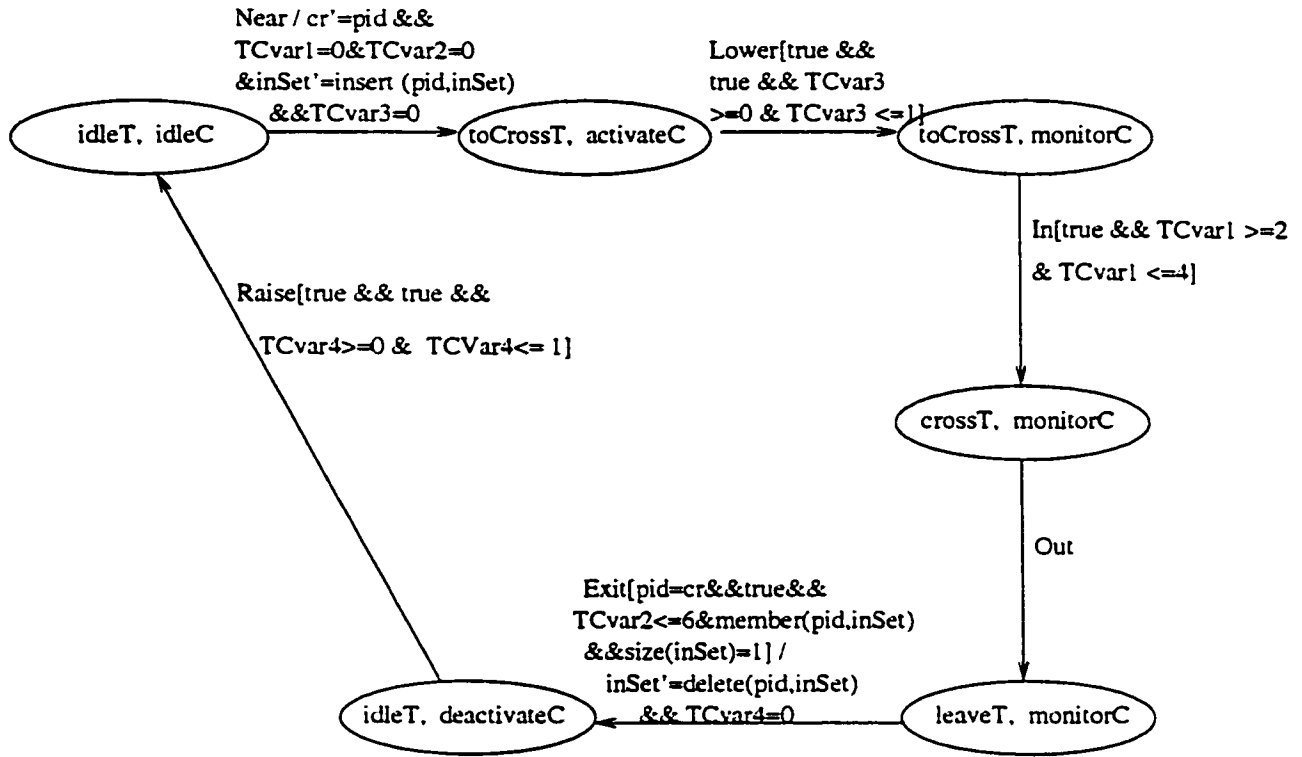 Near / cr'=pid &&
TCvar1=0&TCvar2=0
&inSet'=insert (pid,inSet)
&&TCvar3=0
Lower[true &&
true && TCvar3
>=0 & TCvar3 <=1]
idleT, idleC
toCrossT, activateC
toCrossT, monitorC
In[true && TCvar1 >=2
& TCvar1 <=4]
Raise[true && true &&
TCvar4>=0 & TCVar4<= 1]
crossT, monitorC
Out
Exit[pid=cr&&true&&
TCvar2<=6&member(pid,inSet)
&&size(inSet)=1] /
inSet'=delete(pid,inSet)
&& TCvar4=0
idleT, deactivateC
leaveT, monitorC